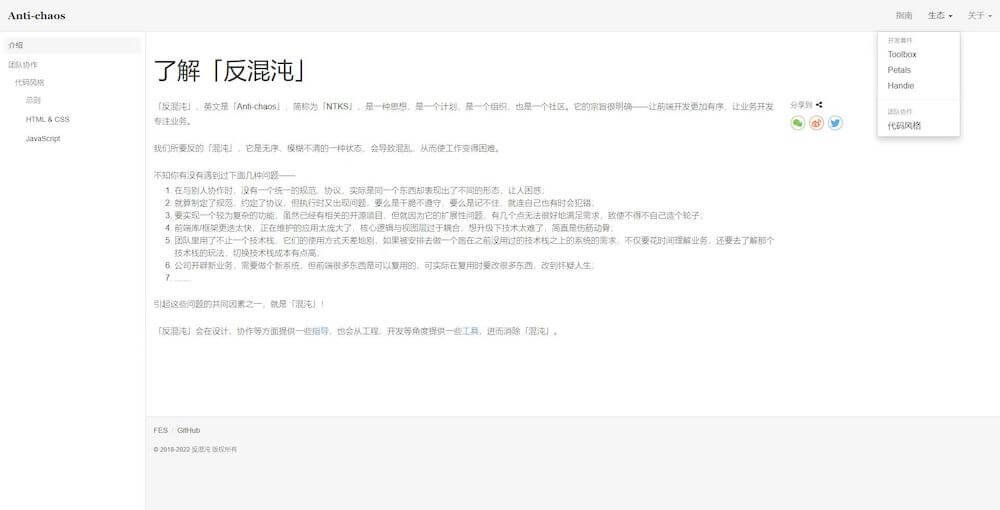 Anti-chaos
指南
生态
关于
介绍
团队协作
代码风格
总则
HTML & CSS
JavaScript
开发套件
Toolbox
Petals
Handie
团队协作
代码风格
了解「反混沌」
「反混沌」，英文是「Anti-chaos」，简称为「NTKS」，是一种思想，是一个计划，是一个组织，也是一个社区。它的宗旨很明确——让前端开发更加有序，让业务开发
专注业务。
分享到
我们所要反的「混沌」，它是无序、模糊不清的一种状态，会导致混乱，从而使工作变得困难。
不知你有没有遇到过下面几种问题——
1. 在与别人协作时，没有一个统一的规范、协议，实际是同一个东西却表现出了不同的形态，让人困惑；
2. 就算制定了规范，约定了协议，但执行时又出现问题，要么是干脆不遵守，要么是记不住，就连自己也有时会犯错；
3. 要实现一个较为复杂的功能，虽然已经有相关的开源项目，但就因为它的扩展性问题，有几个点无法很好地满足需求，致使不得不自己造个轮子；
4. 前端库/框架更迭太快，正在维护的应用太庞大了，核心逻辑与视图层过于耦合，想升级下技术太难了，简直是伤筋动骨；
5. 团队里用了不止一个技术栈，它们的使用方式天差地别，如果被安排去做一个跑在之前没用过的技术栈之上的系统的需求，不仅要花时间理解业务，还要去了解那个
技术栈的玩法，切换技术栈成本有点高；
6. 公司开辟新业务，需要做个新系统，但前端很多东西是可以复用的，可实际在复用时要改很多东西，改到怀疑人生；
7. ……
引起这些问题的共同因素之一，就是「混沌」！
「反混沌」会在设计、协作等方面提供一些指导，也会从工程、开发等角度提供一些工具，进而消除「混沌」。
FES / GitHub
© 2018-2022 反混沌 版权所有